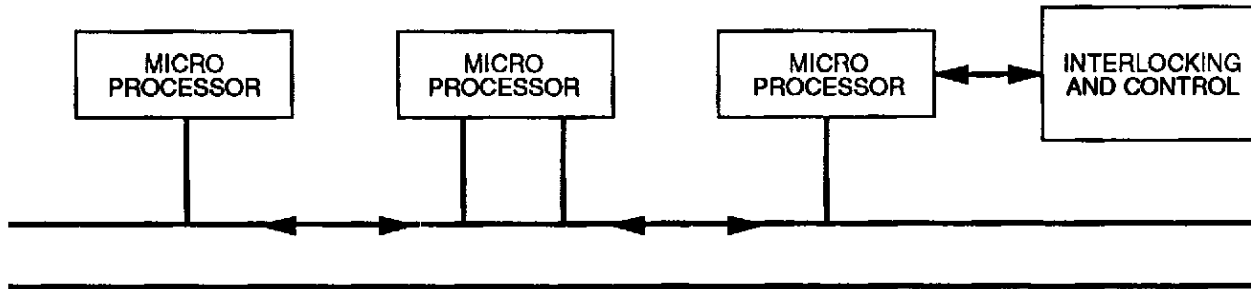 MICRO
PROCESSOR
MICRO
PROCESSOR
MICRO
PROCESSOR
INTERLOCKING
AND CONTROL